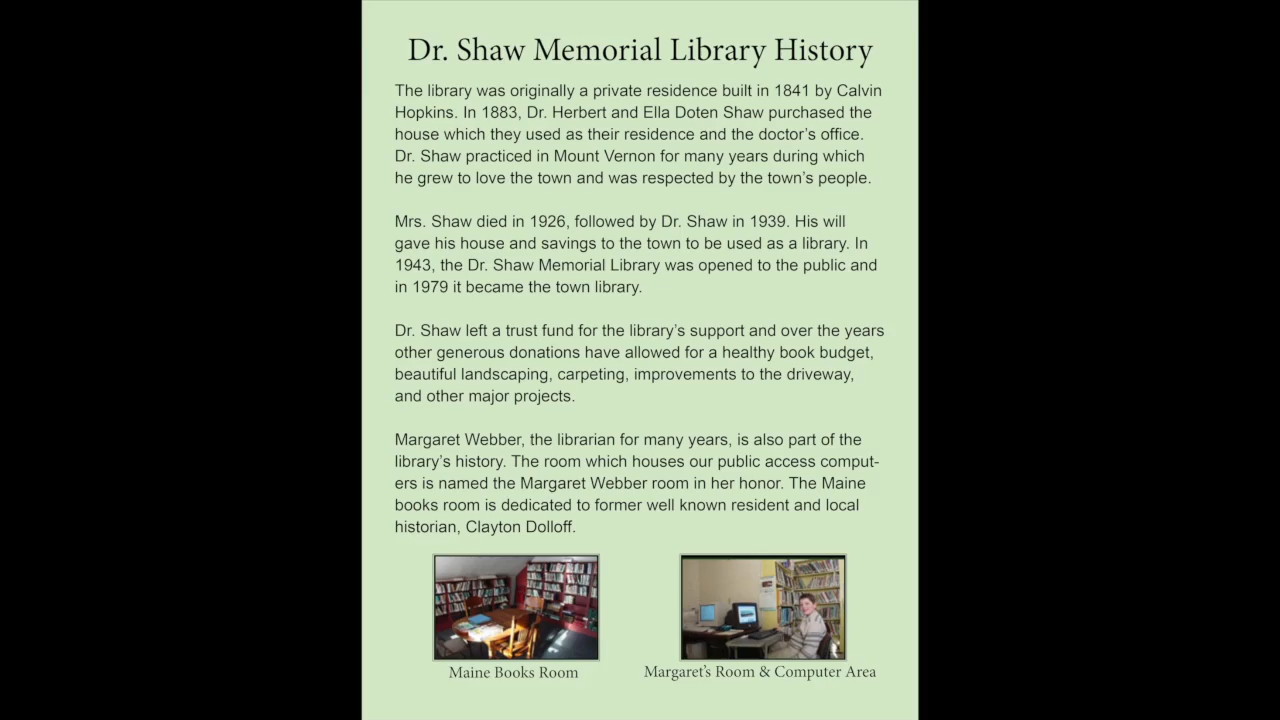 Dr. Shaw Memorial Library History
The library was originally a private residence built in 1841 by Calvin
Hopkins. In 1883, Dr. Herbert and Ella Doten Shaw purchased the
house which they used as their residence and the doctor’s office.
Dr. Shaw practiced in Mount Vernon for many years during which
he grew to love the town and was respected by the town’s people.
Mrs. Shaw died in 1926, followed by Dr. Shaw in 1939. His will
gave his house and savings to the town to be used as a library. In
1943, the Dr. Shaw Memorial Library was opened to the public and
in 1979 it became the town library.
Dr. Shaw left a trust fund for the library’s support and over the years
other generous donations have allowed for a healthy book budget,
beautiful landscaping, carpeting, improvements to the driveway,
and other major projects.
Margaret Webber, the librarian for many years, is also part of the
library’s history. The room which houses our public access comput-
ers is named the Margaret Webber room in her honor. The Maine
books room is dedicated to former well known resident and local
historian, Clayton Dolloff.
Maine Books Room
Margaret’s Room & Computer Area